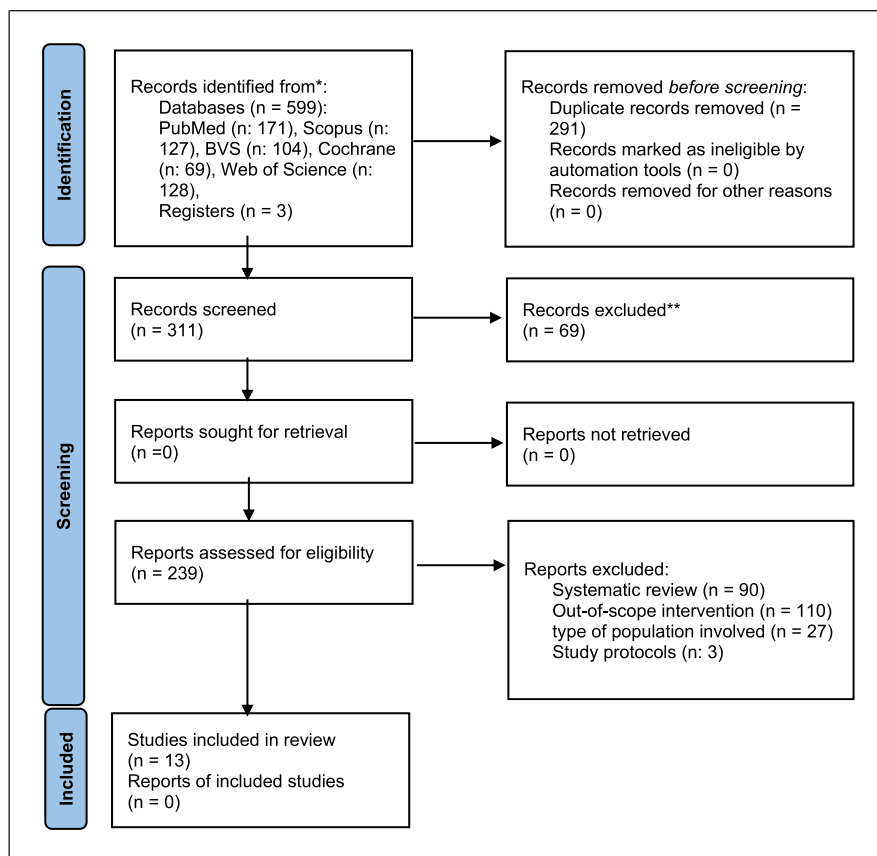 Identification
Records identified from*:
Databases (n = 599):
PubMed (n: 171), Scopus (n:
127), BVS (n: 104), Cochrane
(n: 69), Web of Science (n:
128),
Registers (n = 3)
Records removed before screening:
Duplicate records removed (n =
291)
Records marked as ineligible by
automation tools (n = 0)
Records removed for other reasons
(n = 0)
Screening
Records screened
(n = 311)
Records excluded**
(n = 69)
Reports sought for retrieval
(n =0)
Reports not retrieved
(n = 0)
Reports assessed for eligibility
(n = 239)
Reports excluded:
Systematic review (n = 90)
Out-of-scope intervention (n = 110)
type of population involved (n = 27)
Study protocols (n: 3)
Included
Studies included in review
(n = 13)
Reports of included studies
(n = 0)